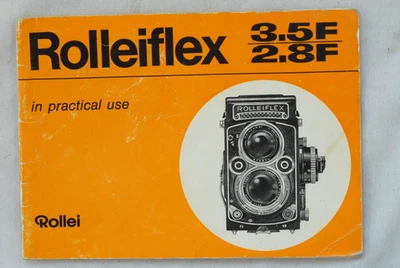 Rolleiflex 3.5F
2.8F
in practical use
ROLLEIFLEX
Rollei